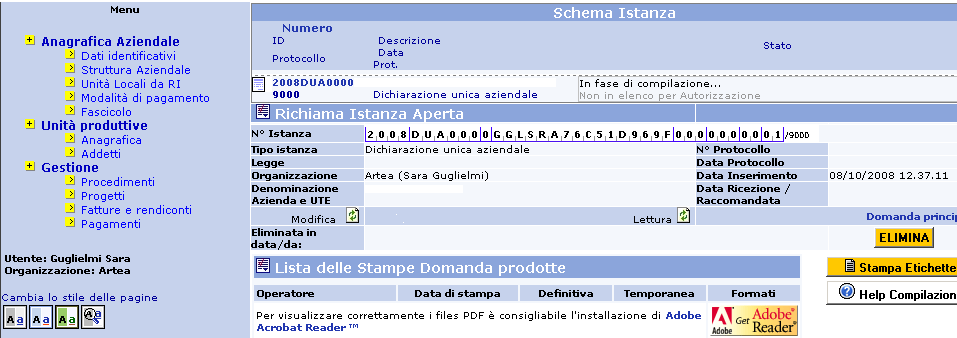 Menu
Anagrafica Aziendale
Dati identificativi
Struttura Aziendale
Unità Locali da RI
Modalità di pagamento
Fascicolo
Unità produttive
Anagrafica
Addetti
Gestione
Procedimenti
Progetti
Fatture e rendiconti
Pagamenti
Utente: Guglielmi Sara
Organizzazione: Artea
Cambia lo stile delle pagine
Aa Aa Aa Aa
Schema Istanza
Numero
ID Descrizione Stato
Protocollo Data
Prot.
2008DUA0000
9000 Dichiarazione unica aziendale
In fase di compilazione...
Non in elenco per Autorizzazione
Richiama Istanza Aperta
N° Istanza 2008DUA0000GGLSRA76C51D969F0000000001/9000
Tipo istanza Dichiarazione unica aziendale N° Protocollo
Legge Data Protocollo
Organizzazione Artea (Sara Guglielmi) Data Inserimento 08/10/2008 12.37.11
Denominazione Azienda e UTE Data Ricezione / Raccomandata
Modifica Lettura Domanda princip
Eliminata in data/da: ELIMINA
Lista delle Stampe Domanda prodotte
Stampa Etichette
Operatore Data di stampa Definitiva Temporanea Formati
Help Compilazion
Per visualizzare correttamente i files PDF è consigliabile l'installazione di Adobe
Acrobat Reader ™
Get Adobe® Reader®
Adobe